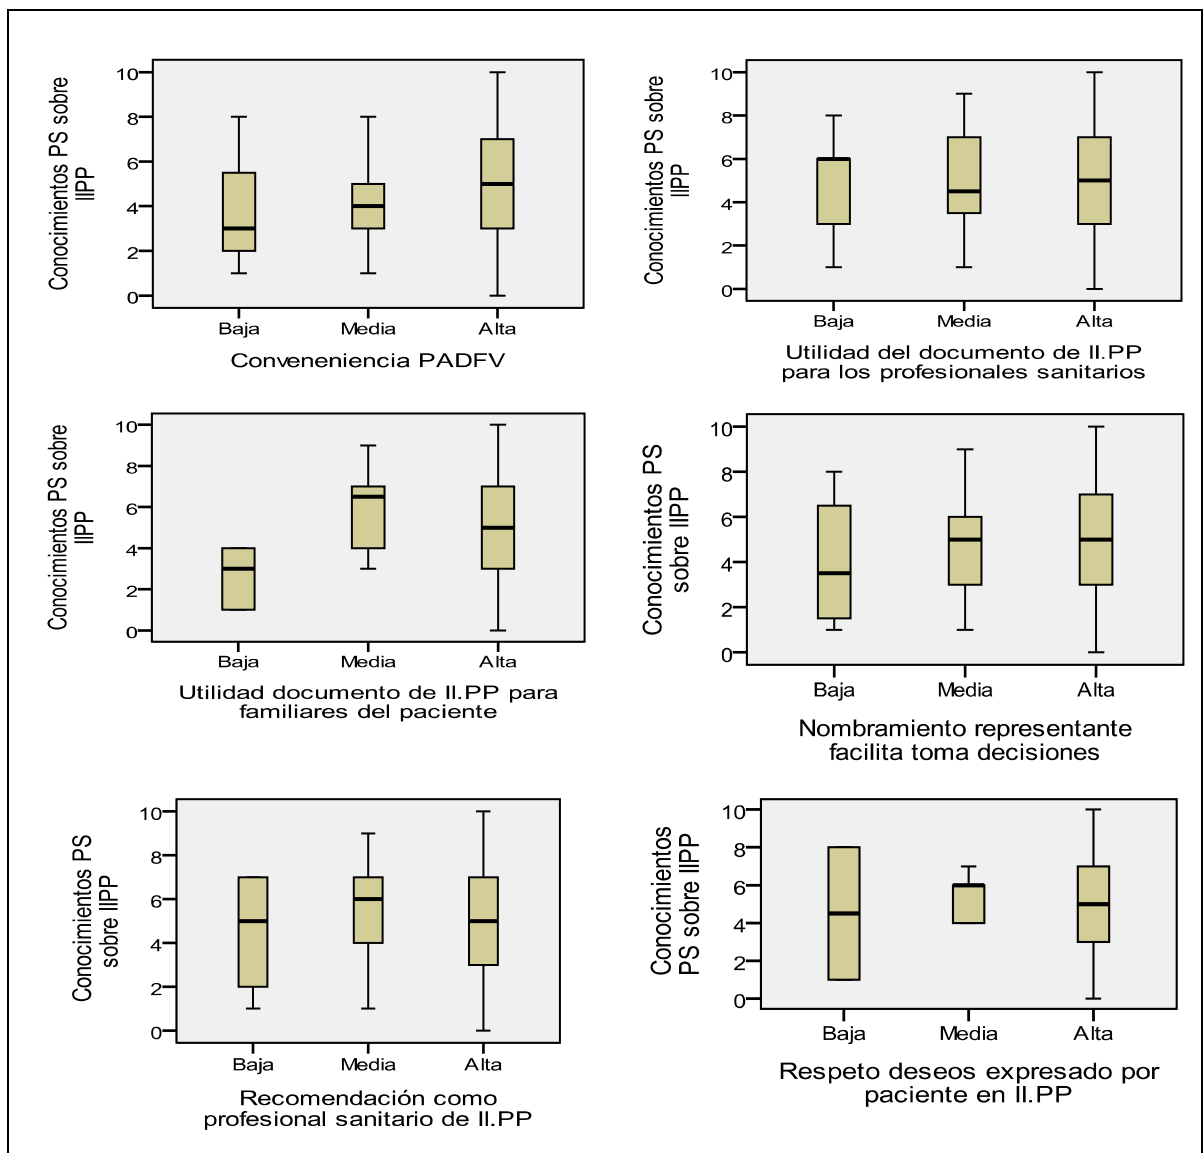 Conocimientos PS sobre
IIPP
10
8
6
4
2
0
Baja Media Alta
Conveneniencia PADFV
Conocimientos PS sobre
IIPP
10
8
6
4
2
0
Baja Media Alta
Utilidad del documento de II.PP
para los profesionales sanitarios
Conocimientos PS sobre
IIPP
10
8
6
4
2
0
Baja Media Alta
Utilidad documento de II.PP para
familiares del paciente
Conocimientos PS
sobre IIPP
10
8
6
4
2
0
Baja Media Alta
Nombramiento representante
facilita toma decisiones
Conocimientos PS
sobre IIPP
10
8
6
4
2
0
Baja Media Alta
Recomendación como
profesional sanitario de II.PP
Conocimientos
PS sobre IIPP
10
8
6
4
2
0
Baja Media Alta
Respeto deseos expresado por
paciente en II.PP